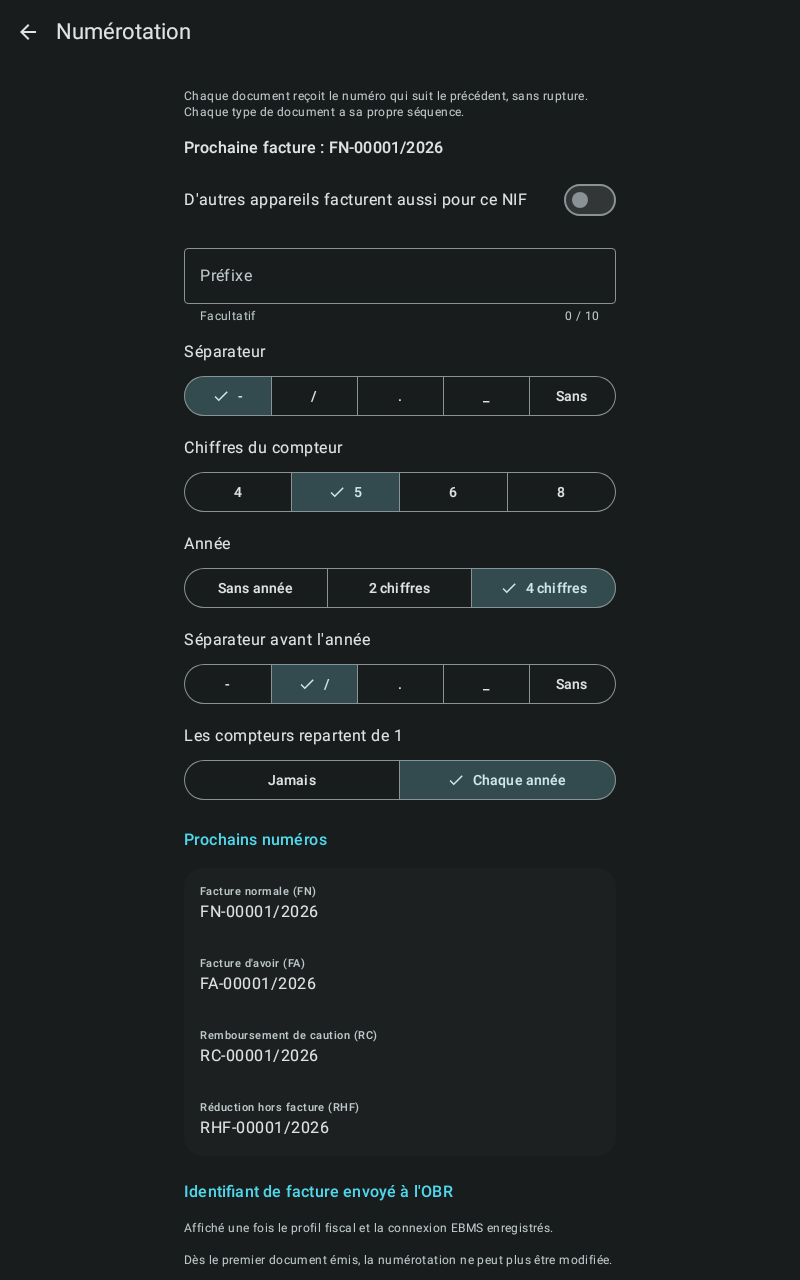 Numérotation
Chaque document reçoit le numéro qui suit le précédent, sans rupture.
Chaque type de document a sa propre séquence.
Prochaine facture : FN-00001/2026
D'autres appareils facturent aussi pour ce NIF
Préfixe
Facultatif 0 / 10
Séparateur
- / . _ Sans
Chiffres du compteur
4 5 6 8
Année
Sans année 2 chiffres 4 chiffres
Séparateur avant l'année
- / . _ Sans
Les compteurs repartent de 1
Jamais Chaque année
Prochains numéros
Facture normale (FN)
FN-00001/2026
Facture d'avoir (FA)
FA-00001/2026
Remboursement de caution (RC)
RC-00001/2026
Réduction hors facture (RHF)
RHF-00001/2026
Identifiant de facture envoyé à l'OBR
Affiché une fois le profil fiscal et la connexion EBMS enregistrés.
Dès le premier document émis, la numérotation ne peut plus être modifiée.